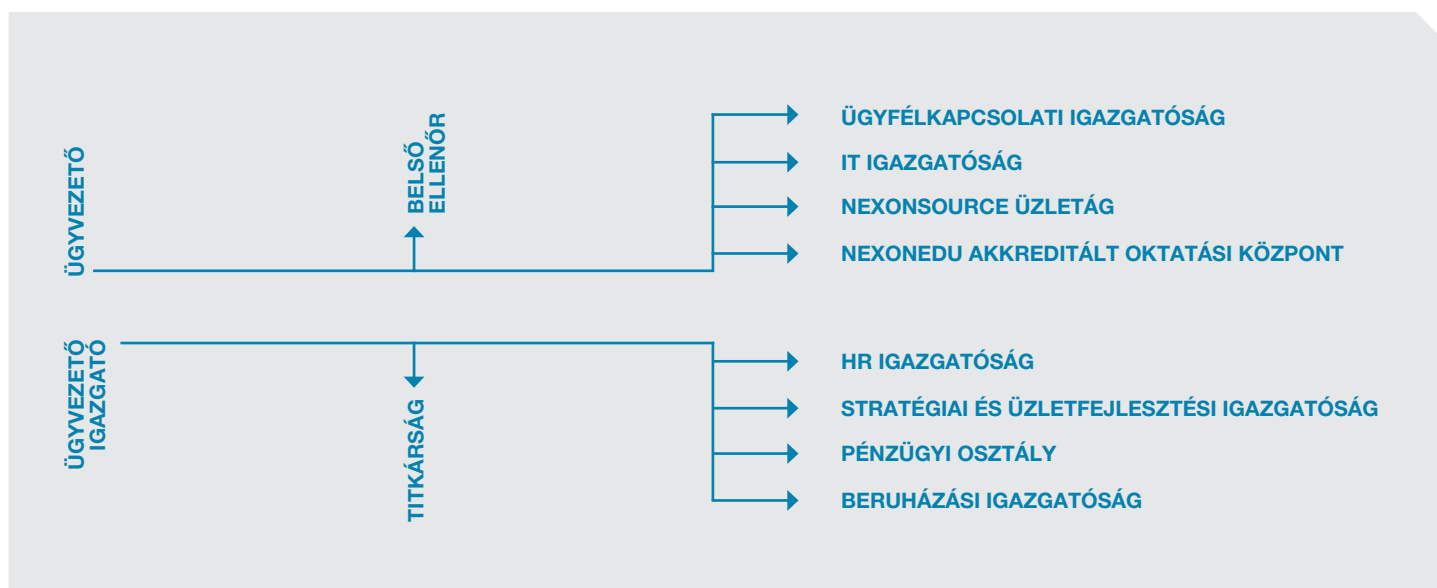 ÜGYVEZETŐ
BELSŐ
ELLENŐR
ÜGYFÉLKAPCSOLATI IGAZGATÓSÁG
IT IGAZGATÓSÁG
NEXONSOURCE ÜZLETÁG
NEXONEDU AKKREDITÁLT OKTATÁSI KÖZPONT
ÜGYVEZETŐ
IGAZGATÓ
TITKÁRSÁG
HR IGAZGATÓSÁG
STRATÉGIAI ÉS ÜZLETFEJLESZTÉSI IGAZGATÓSÁG
PÉNZÜGYI OSZTÁLY
BERUHÁZÁSI IGAZGATÓSÁG